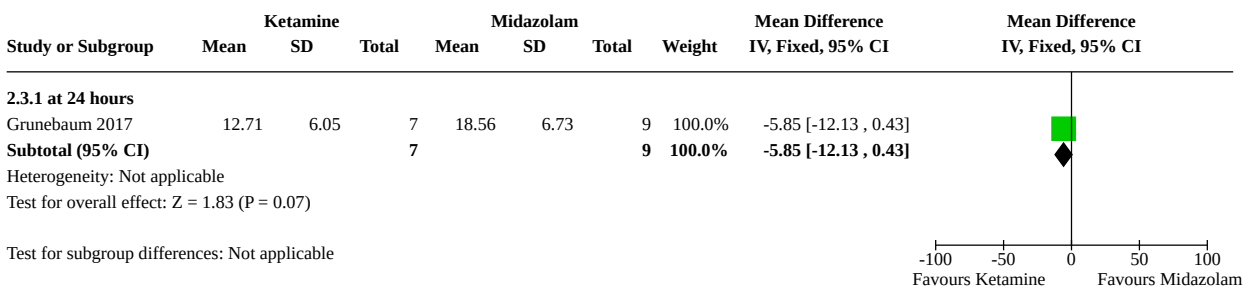 Ketamine Midazolam Mean Difference Mean Difference
Study or Subgroup Mean SD Total Mean SD Total Weight IV, Fixed, 95% CI IV, Fixed, 95% CI
2.3.1 at 24 hours
Grunebaum 2017 12.71 6.05 7 18.56 6.73 9 100.0% -5.85 [-12.13 , 0.43]
Subtotal (95% CI) 7 9 100.0% -5.85 [-12.13 , 0.43]
Heterogeneity: Not applicable
Test for overall effect: Z = 1.83 (P = 0.07)
Test for subgroup differences: Not applicable
-100 -50 0 50 100
Favours Ketamine Favours Midazolam